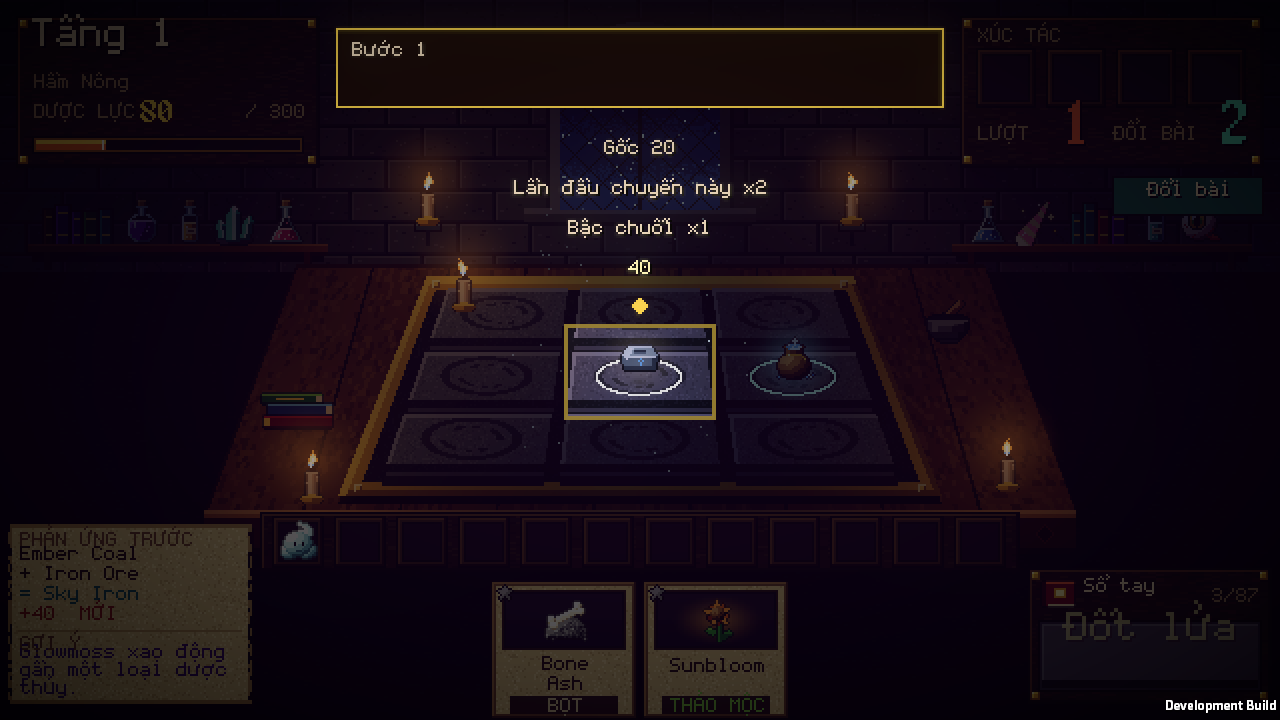 Tầng 1
Hầm Nông
DƯỢC LỰC 80 / 300
Bước 1
XÚC TÁC
LƯỢT 1 ĐỔI BÀI 2
Đổi bài
Gốc 20
Lần đầu chuyến này x2
Bậc chuỗi x1
40
PHẢN ỨNG TRƯỚC
Ember Coal
+ Iron Ore
= Sky Iron
+40 MỚI
GỢI Ý
Glowmoss xao động
gần một loại dược
thủy.
Bone
Ash
BỘT
Sunbloom
THẢO MỘC
Sổ tay
3/87
Đốt lửa
Development Build